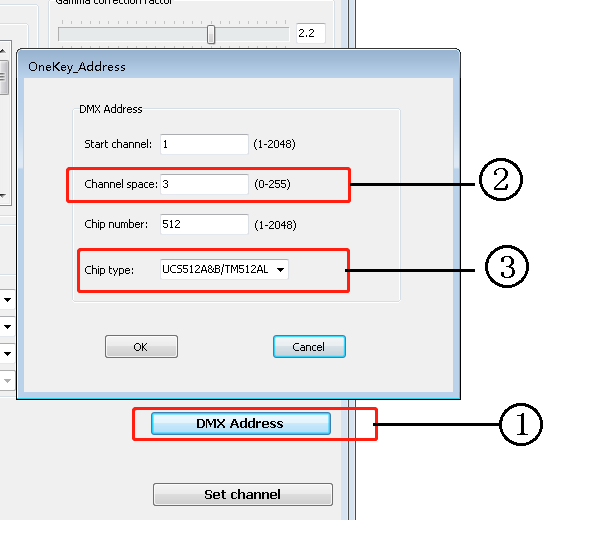 Gamma correction factor
2.2
OneKey_Address
DMX Address
Start channel: 1 (1-2048)
Channel space: 3 (0-255)
②
Chip number: 512 (1-2048)
Chip type: UCS512A&B/TM512AL
③
OK Cancel
DMX Address
①
Set channel